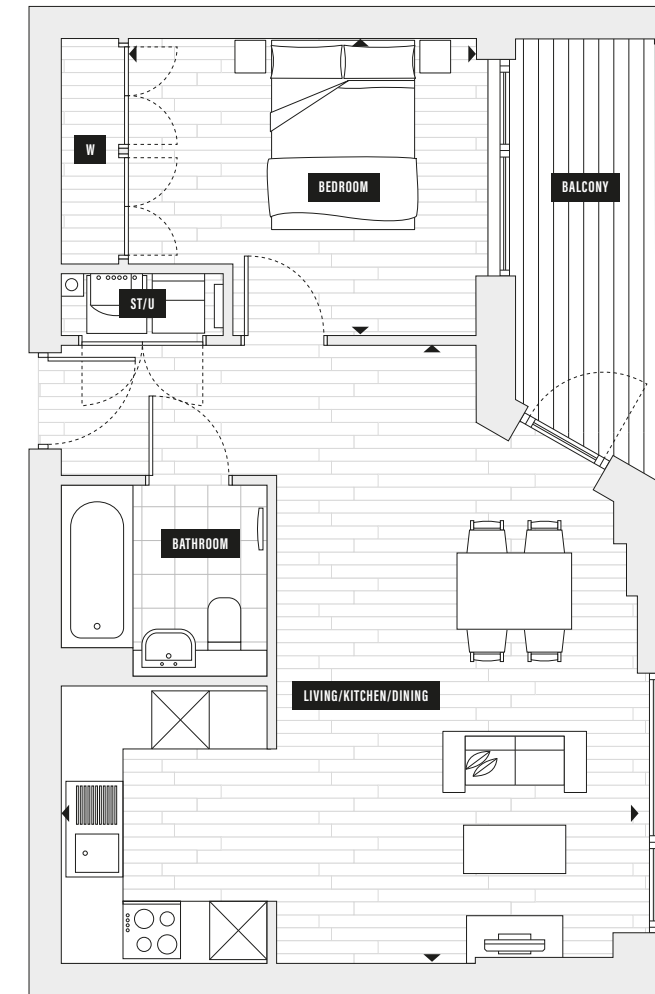 W
BEDROOM
BALCONY
ST/U
BATHROOM
LIVING/KITCHEN/DINING